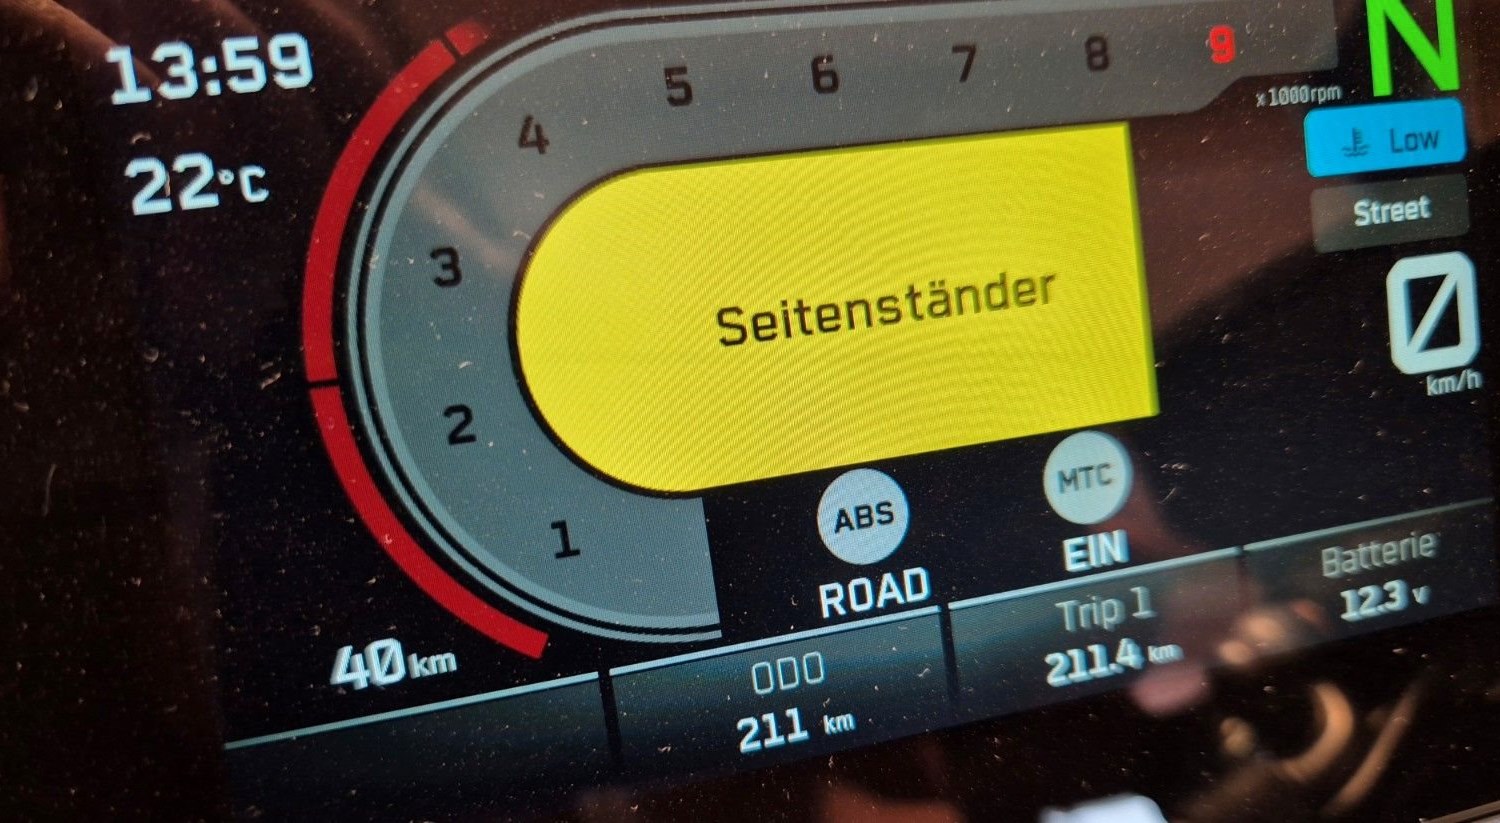 13:59
22°C
1
2
3
4
5
6
7
8
9
x1000rpm
N
Low
Street
0
km/h
Seitenständer
ABS
ROAD
MTC
EIN
40 km
ODO
211 km
Trip 1
211.4 km
Batterie
12.3 V